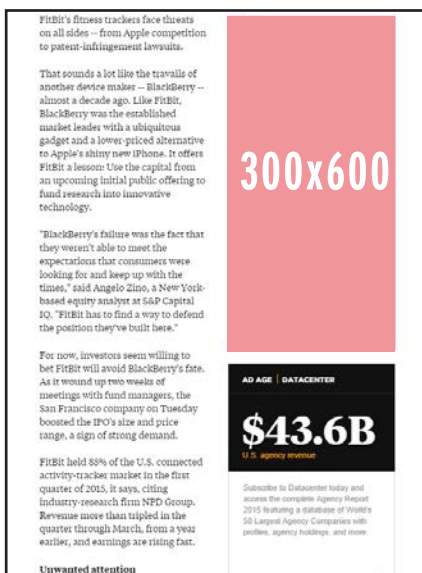 FitBit's fitness trackers face threats
on all sides -- from Apple competition
to patent-infringement lawsuits.
That sounds a lot like the travails of
another device maker -- BlackBerry --
almost a decade ago. Like FitBit,
BlackBerry was the established
market leader with a ubiquitous
gadget and a lower-priced alternative
to Apple's shiny new iPhone. It offers
FitBit a lesson: Use the capital from
an upcoming initial public offering to
fund research into innovative
technology.
"BlackBerry's failure was the fact that
they weren't able to meet the
expectations that consumers were
looking for and keep up with the
times," said Angelo Zino, a New York-
based equity analyst at S&P Capital
IQ. "FitBit has to find a way to defend
the position they've built here."
For now, investors seem willing to
bet FitBit will avoid BlackBerry's fate.
As it wound up two weeks of
meetings with fund managers, the
San Francisco company on Tuesday
boosted the IPO's size and price
range, a sign of strong demand.
FitBit held 85% of the U.S. connected
activity-tracker market in the first
quarter of 2015, it says, citing
industry-research firm NPD Group.
Revenue more than tripled in the
quarter through March, from a year
earlier, and earnings are rising fast.
Unwanted attention
300x600
AD AGE | DATACENTER
$43.6B
U.S. agency revenue
Subscribe to Datacenter today and
access the complete Agency Report
2015 featuring a database of World's
50 Largest Agency Companies with
profiles, agency holdings, and more.